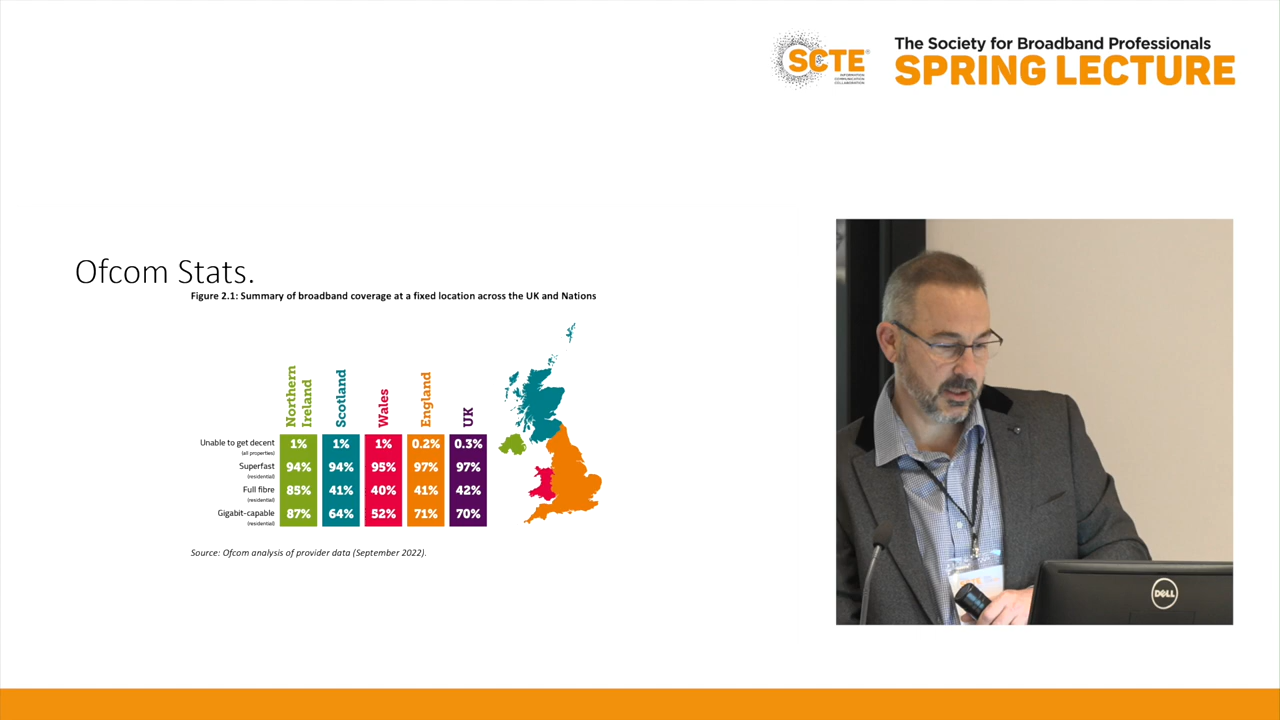 SCTE®
INFORMATION
COMMUNICATION
COLLABORATION
The Society for Broadband Professionals
SPRING LECTURE
Ofcom Stats.
Figure 2.1: Summary of broadband coverage at a fixed location across the UK and Nations
Northern Ireland Scotland Wales England UK
Unable to get decent 1% 1% 1% 0.2% 0.3%
(all properties)
Superfast 94% 94% 95% 97% 97%
(residential)
Full fibre 85% 41% 40% 41% 42%
(residential)
Gigabit-capable 87% 64% 52% 71% 70%
(residential)
Source: Ofcom analysis of provider data (September 2022).
DELL